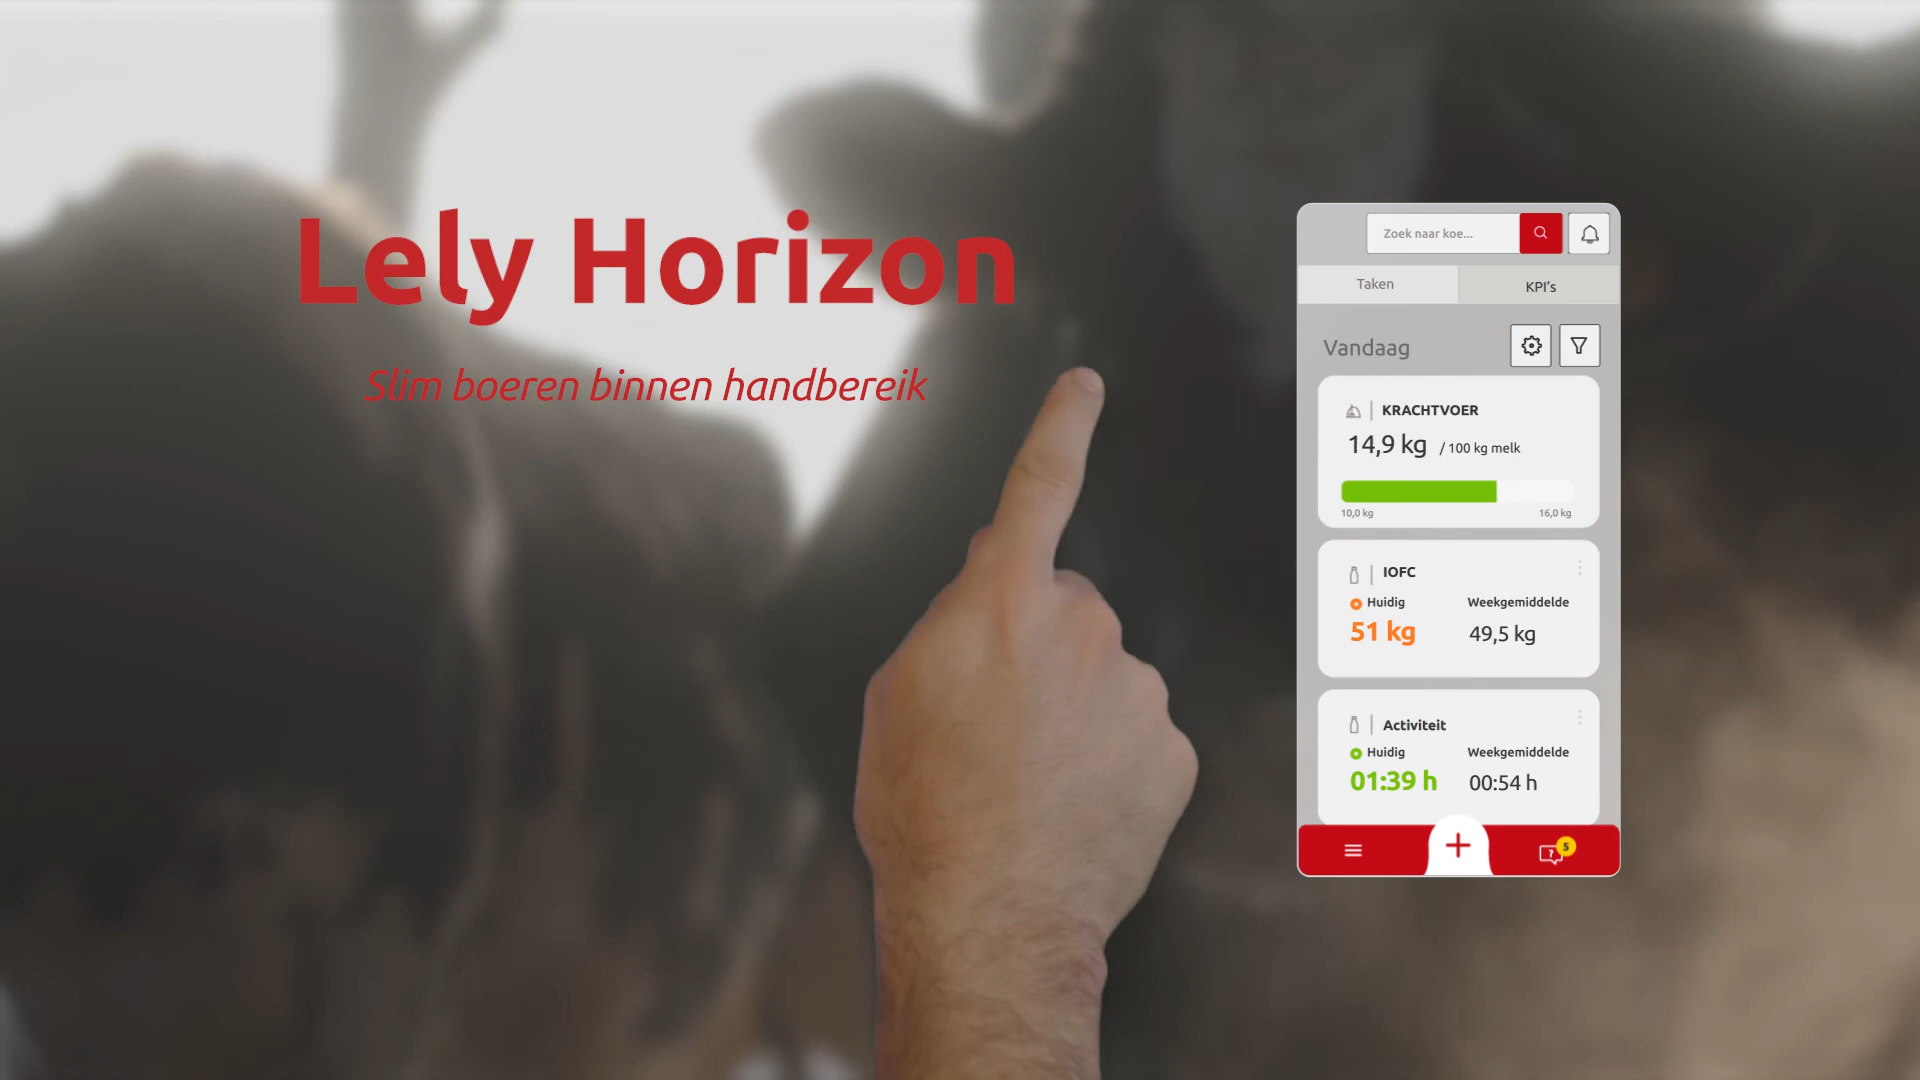 Lely Horizon
Slim boeren binnen handbereik
Zoek naar koe...
Taken
KPI's
Vandaag
KRACHTVOER
14,9 kg / 100 kg melk
10,0 kg 16,0 kg
IOFC
Huidig Weekgemiddelde
51 kg 49,5 kg
Activiteit
Huidig Weekgemiddelde
01:39 h 00:54 h
+
? 5